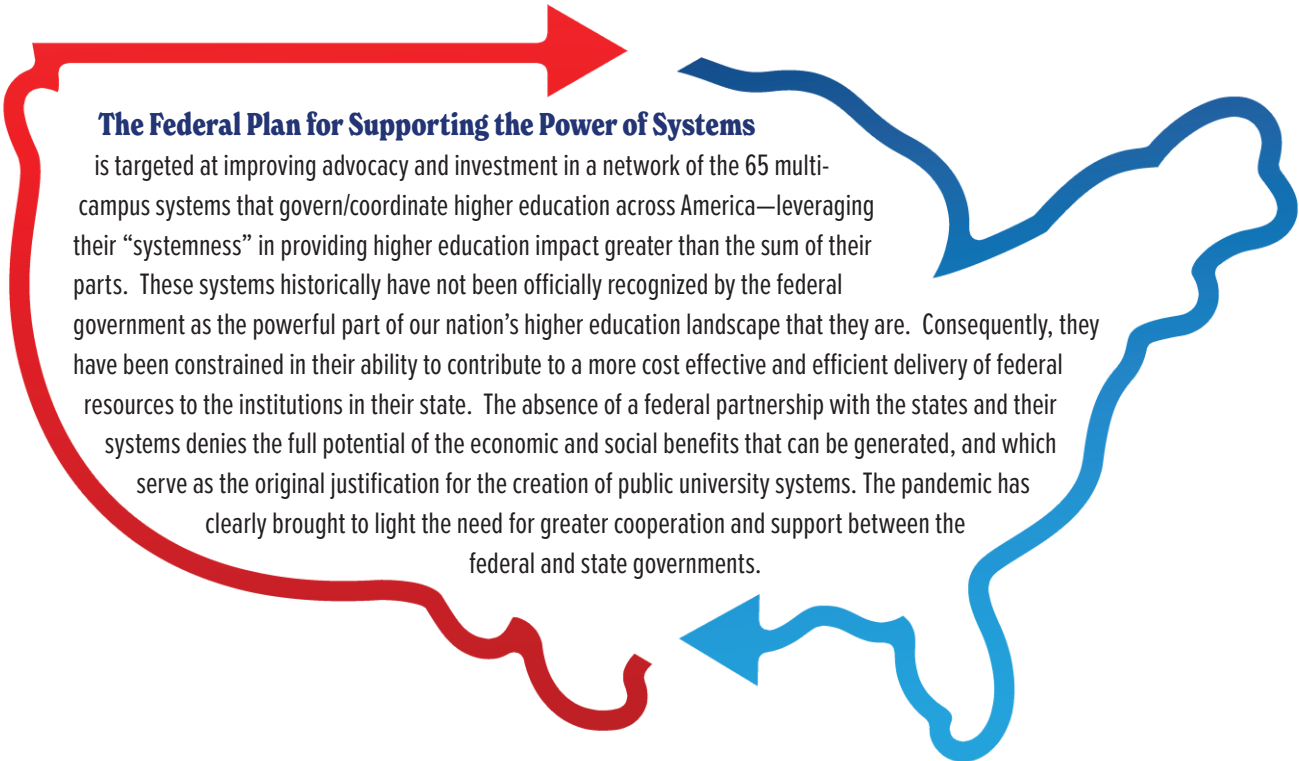 The Federal Plan for Supporting the Power of Systems
is targeted at improving advocacy and investment in a network of the 65 multi-
campus systems that govern/coordinate higher education across America—leveraging
their “systemness” in providing higher education impact greater than the sum of their
parts.  These systems historically have not been officially recognized by the federal
government as the powerful part of our nation’s higher education landscape that they are.  Consequently, they
have been constrained in their ability to contribute to a more cost effective and efficient delivery of federal
resources to the institutions in their state.  The absence of a federal partnership with the states and their
systems denies the full potential of the economic and social benefits that can be generated, and which
serve as the original justification for the creation of public university systems. The pandemic has
clearly brought to light the need for greater cooperation and support between the
federal and state governments.